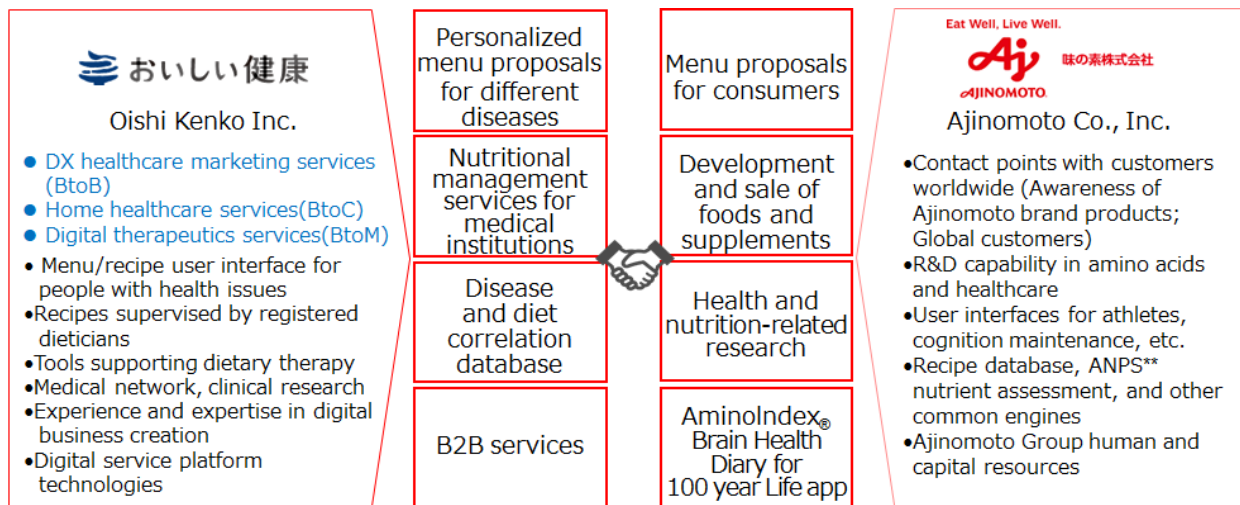 おいしい健康
Oishi Kenko Inc.
● DX healthcare marketing services
(BtoB)
● Home healthcare services(BtoC)
● Digital therapeutics services(BtoM)
• Menu/recipe user interface for
people with health issues
•Recipes supervised by registered
dieticians
•Tools supporting dietary therapy
•Medical network, clinical research
•Experience and expertise in digital
business creation
•Digital service platform
technologies
Personalized
menu proposals
for different
diseases
Nutritional
management
services for
medical
institutions
Disease
and diet
correlation
database
B2B services
Menu proposals
for consumers
Development
and sale of
foods and
supplements
Health and
nutrition-related
research
AminoIndex®
Brain Health
Diary for
100 year Life app
Eat Well, Live Well.
Aj
味の素株式会社
AJINOMOTO
Ajinomoto Co., Inc.
•Contact points with customers
worldwide (Awareness of
Ajinomoto brand products;
Global customers)
•R&D capability in amino acids
and healthcare
•User interfaces for athletes,
cognition maintenance, etc.
•Recipe database, ANPS**
nutrient assessment, and other
common engines
•Ajinomoto Group human and
capital resources